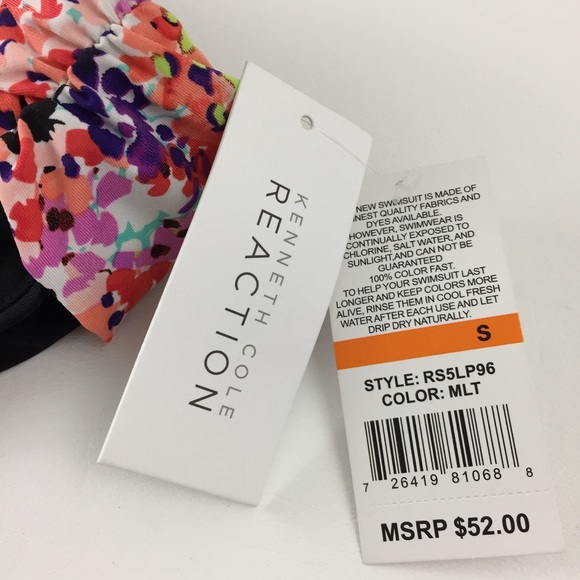 KENNETH COLE
REACTION
NEW SWIMSUIT IS MADE OF
FINEST QUALITY FABRICS AND
DYES AVAILABLE.
HOWEVER, SWIMWEAR IS
CONTINUALLY EXPOSED TO
CHLORINE, SALT WATER, AND
SUNLIGHT,AND CAN NOT BE
GUARANTEED
100% COLOR FAST.
TO HELP YOUR SWIMSUIT LAST
LONGER AND KEEP COLORS MORE
ALIVE, RINSE THEM IN COOL FRESH
WATER AFTER EACH USE AND LET
DRIP DRY NATURALLY.
S
STYLE: RS5LP96
COLOR: MLT
7 26419 81068 8
MSRP $52.00